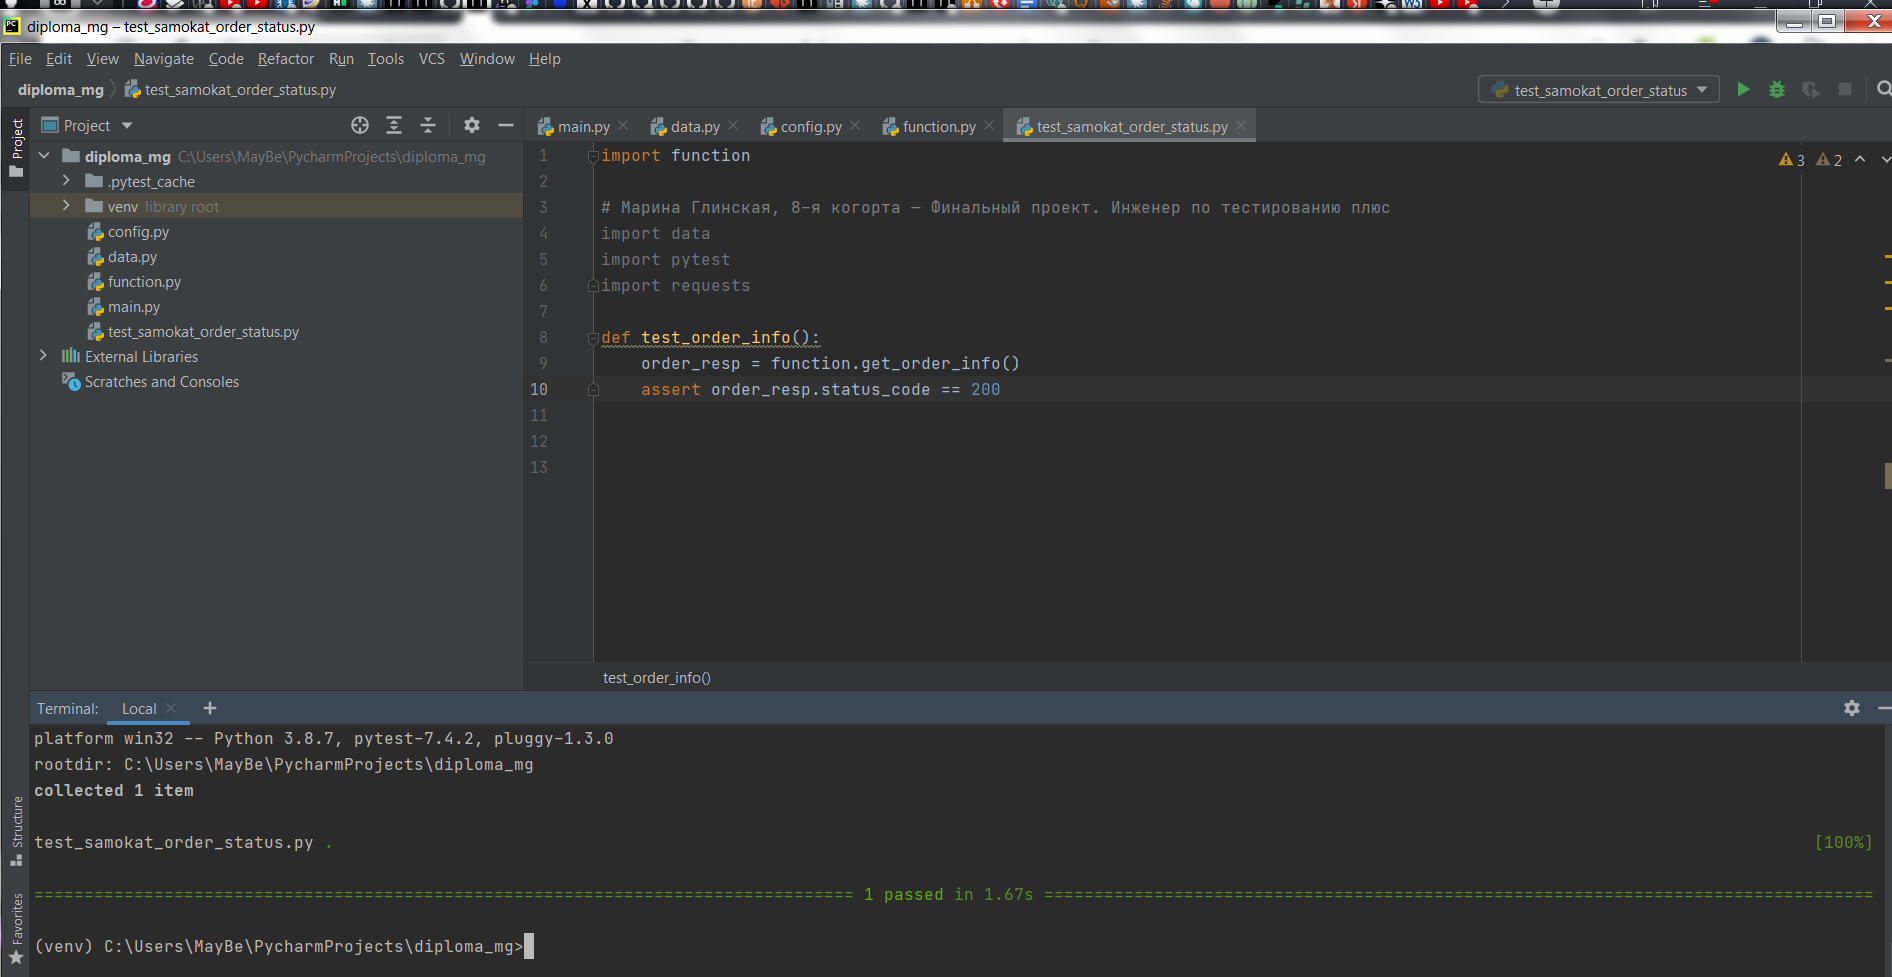 diploma_mg – test_samokat_order_status.py
File Edit View Navigate Code Refactor Run Tools VCS Window Help
diploma_mg test_samokat_order_status.py
test_samokat_order_status
Project
Project
main.py data.py config.py function.py test_samokat_order_status.py
diploma_mg C:\Users\MayBe\PycharmProjects\diploma_mg
.pytest_cache
venv library root
config.py
data.py
function.py
main.py
test_samokat_order_status.py
External Libraries
Scratches and Consoles
3 2
1 import function
2
3 # Марина Глинская, 8-я когорта — Финальный проект. Инженер по тестированию плюс
4 import data
5 import pytest
6 import requests
7
8 def test_order_info():
9 order_resp = function.get_order_info()
10 assert order_resp.status_code == 200
11
12
13
test_order_info()
Terminal: Local +
platform win32 -- Python 3.8.7, pytest-7.4.2, pluggy-1.3.0
rootdir: C:\Users\MayBe\PycharmProjects\diploma_mg
collected 1 item
test_samokat_order_status.py . [100%]
1 passed in 1.67s
(venv) C:\Users\MayBe\PycharmProjects\diploma_mg>
Structure
Favorites